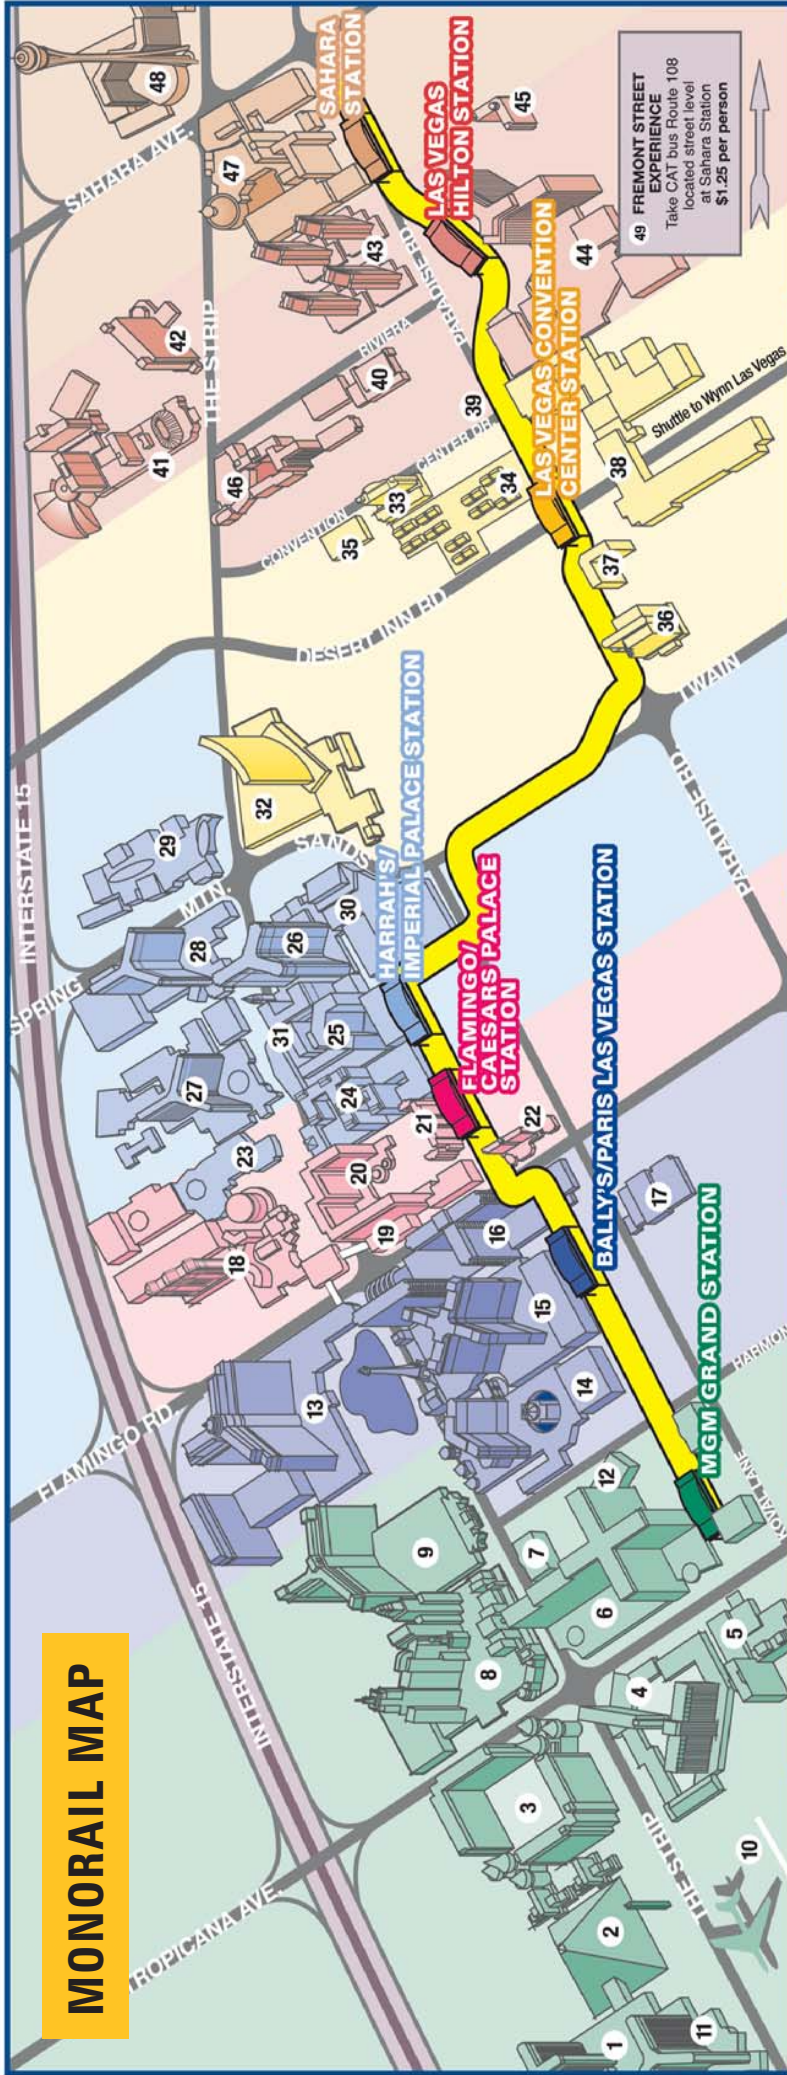 MONORAIL MAP
INTERSTATE 15
INTERSTATE 15
TROPICANA AVE.
FLAMINGO RD.
SPRING
MTN.
SANDS
THE STRIP
THE STRIP
SAHARA AVE.
DESERT INN RD.
CONVENTION
CENTER DR.
RIVIERA
PARADISE RD.
PARADISE RD.
TWAIN
HARMON
KOVAL LANE
Shuttle to Wynn Las Vegas
SAHARA
STATION
LAS VEGAS
HILTON STATION
LAS VEGAS CONVENTION
CENTER STATION
HARRAH'S/
IMPERIAL PALACE STATION
FLAMINGO/
CAESARS PALACE
STATION
BALLY'S/PARIS LAS VEGAS STATION
MGM GRAND STATION
49 FREMONT STREET
EXPERIENCE
Take CAT bus Route 108
located street level
at Sahara Station
$1.25 per person
1
2
3
4
5
6
7
8
9
10
11
12
13
14
15
16
17
18
19
20
21
22
23
24
25
26
27
28
29
30
31
32
33
34
35
36
37
38
39
40
41
42
43
44
45
46
47
48